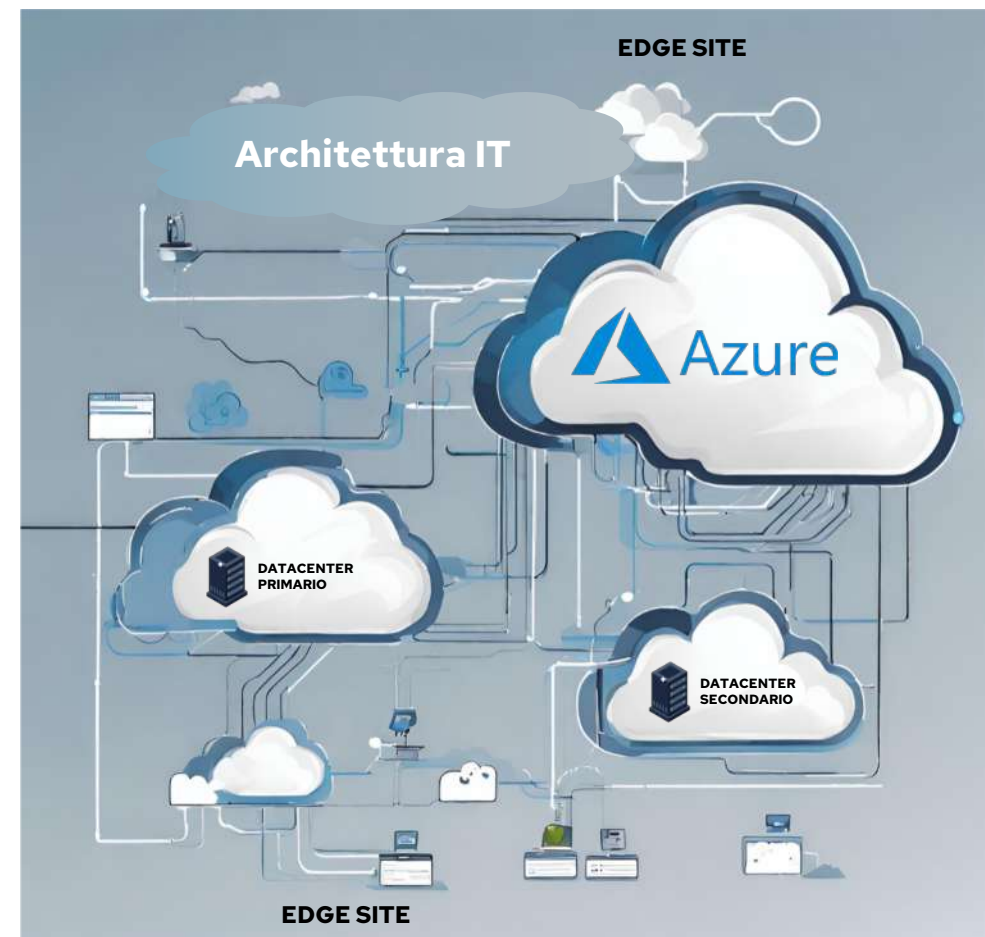 EDGE SITE
Architettura IT
Azure
DATACENTER
PRIMARIO
DATACENTER
SECONDARIO
EDGE SITE